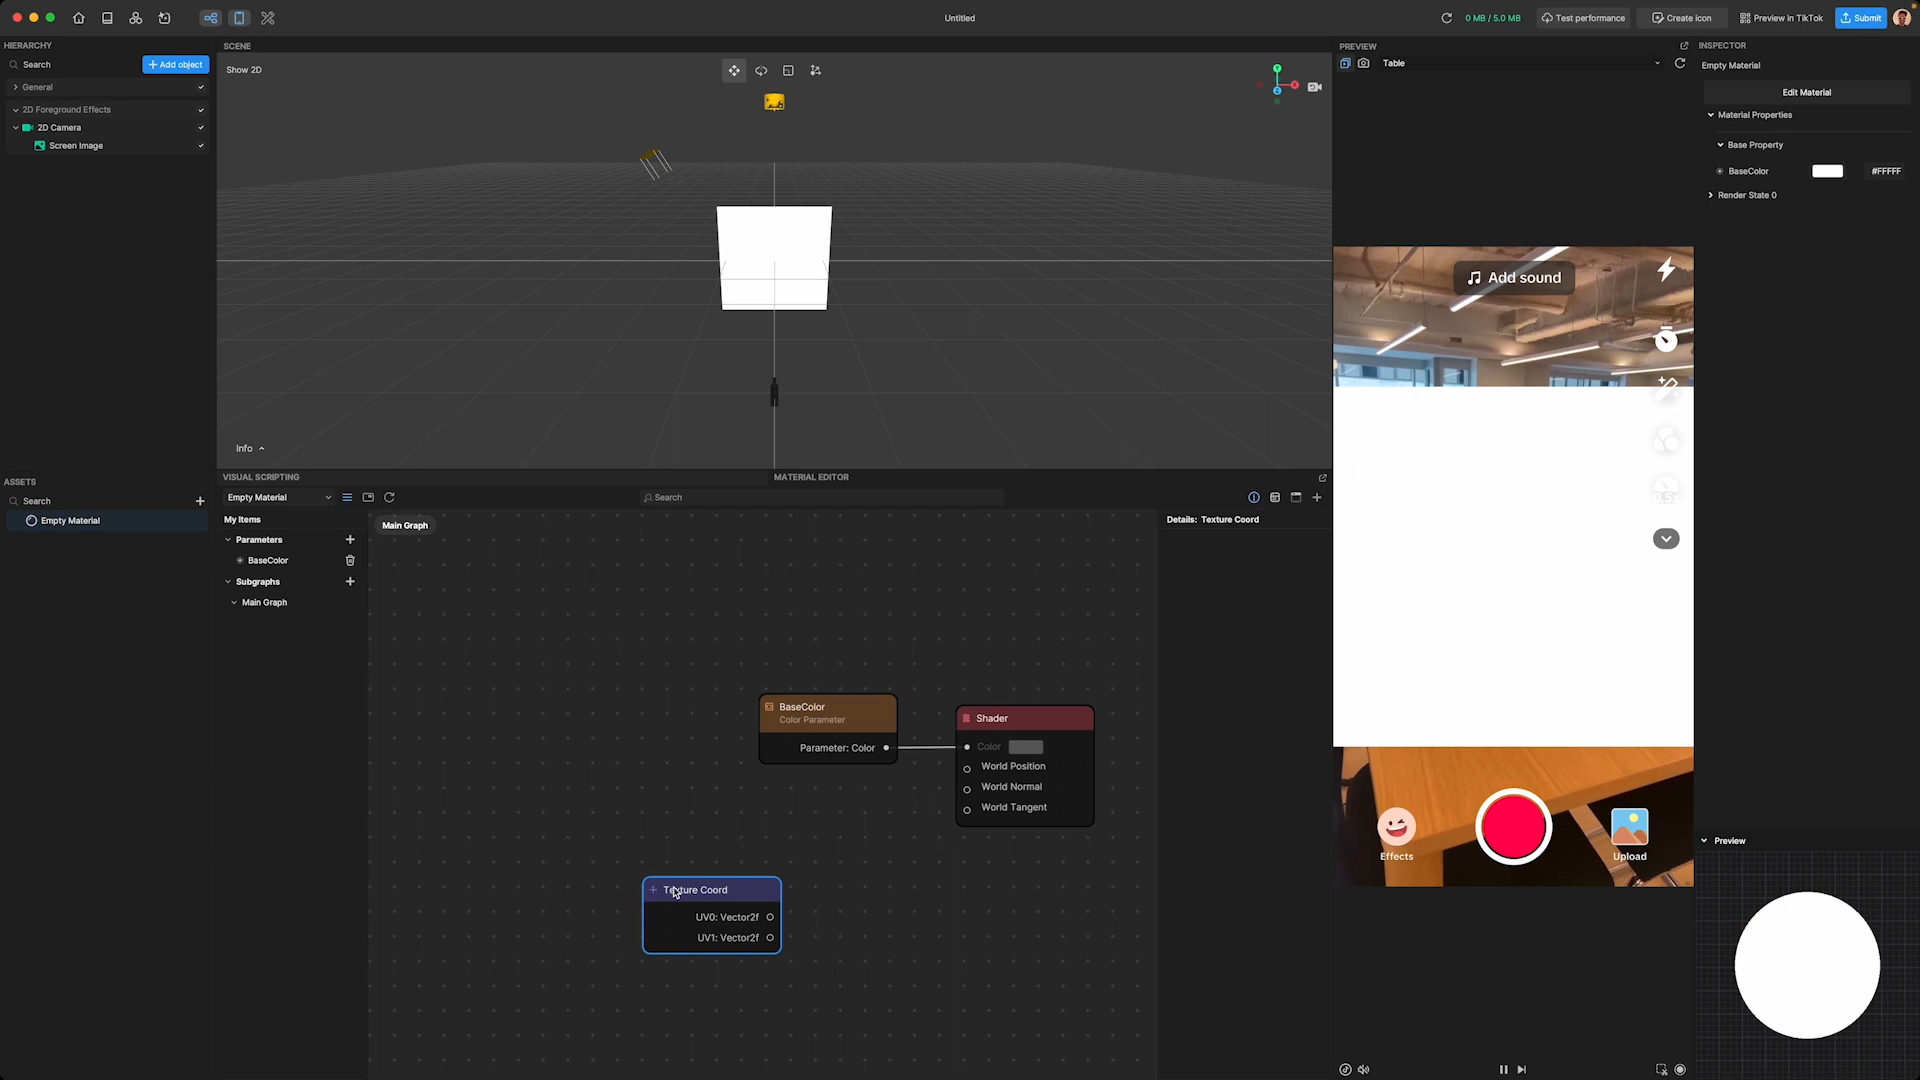 Untitled
0 MB / 5.0 MB
Test performance
Create icon
Preview in TikTok
Submit
HIERARCHY
Search
Add object
General
2D Foreground Effects
2D Camera
Screen Image
SCENE
Show 2D
Info
PREVIEW
Table
Add sound
0.5
Effects
Upload
INSPECTOR
Empty Material
Edit Material
Material Properties
Base Property
BaseColor
#FFFFF
Render State 0
Preview
ASSETS
Search
Empty Material
VISUAL SCRIPTING
MATERIAL EDITOR
Empty Material
Search
My Items
Parameters
BaseColor
Subgraphs
Main Graph
Main Graph
BaseColor
Color Parameter
Parameter: Color
Shader
Color
World Position
World Normal
World Tangent
Texture Coord
UV0: Vector2f
UV1: Vector2f
Details: Texture Coord